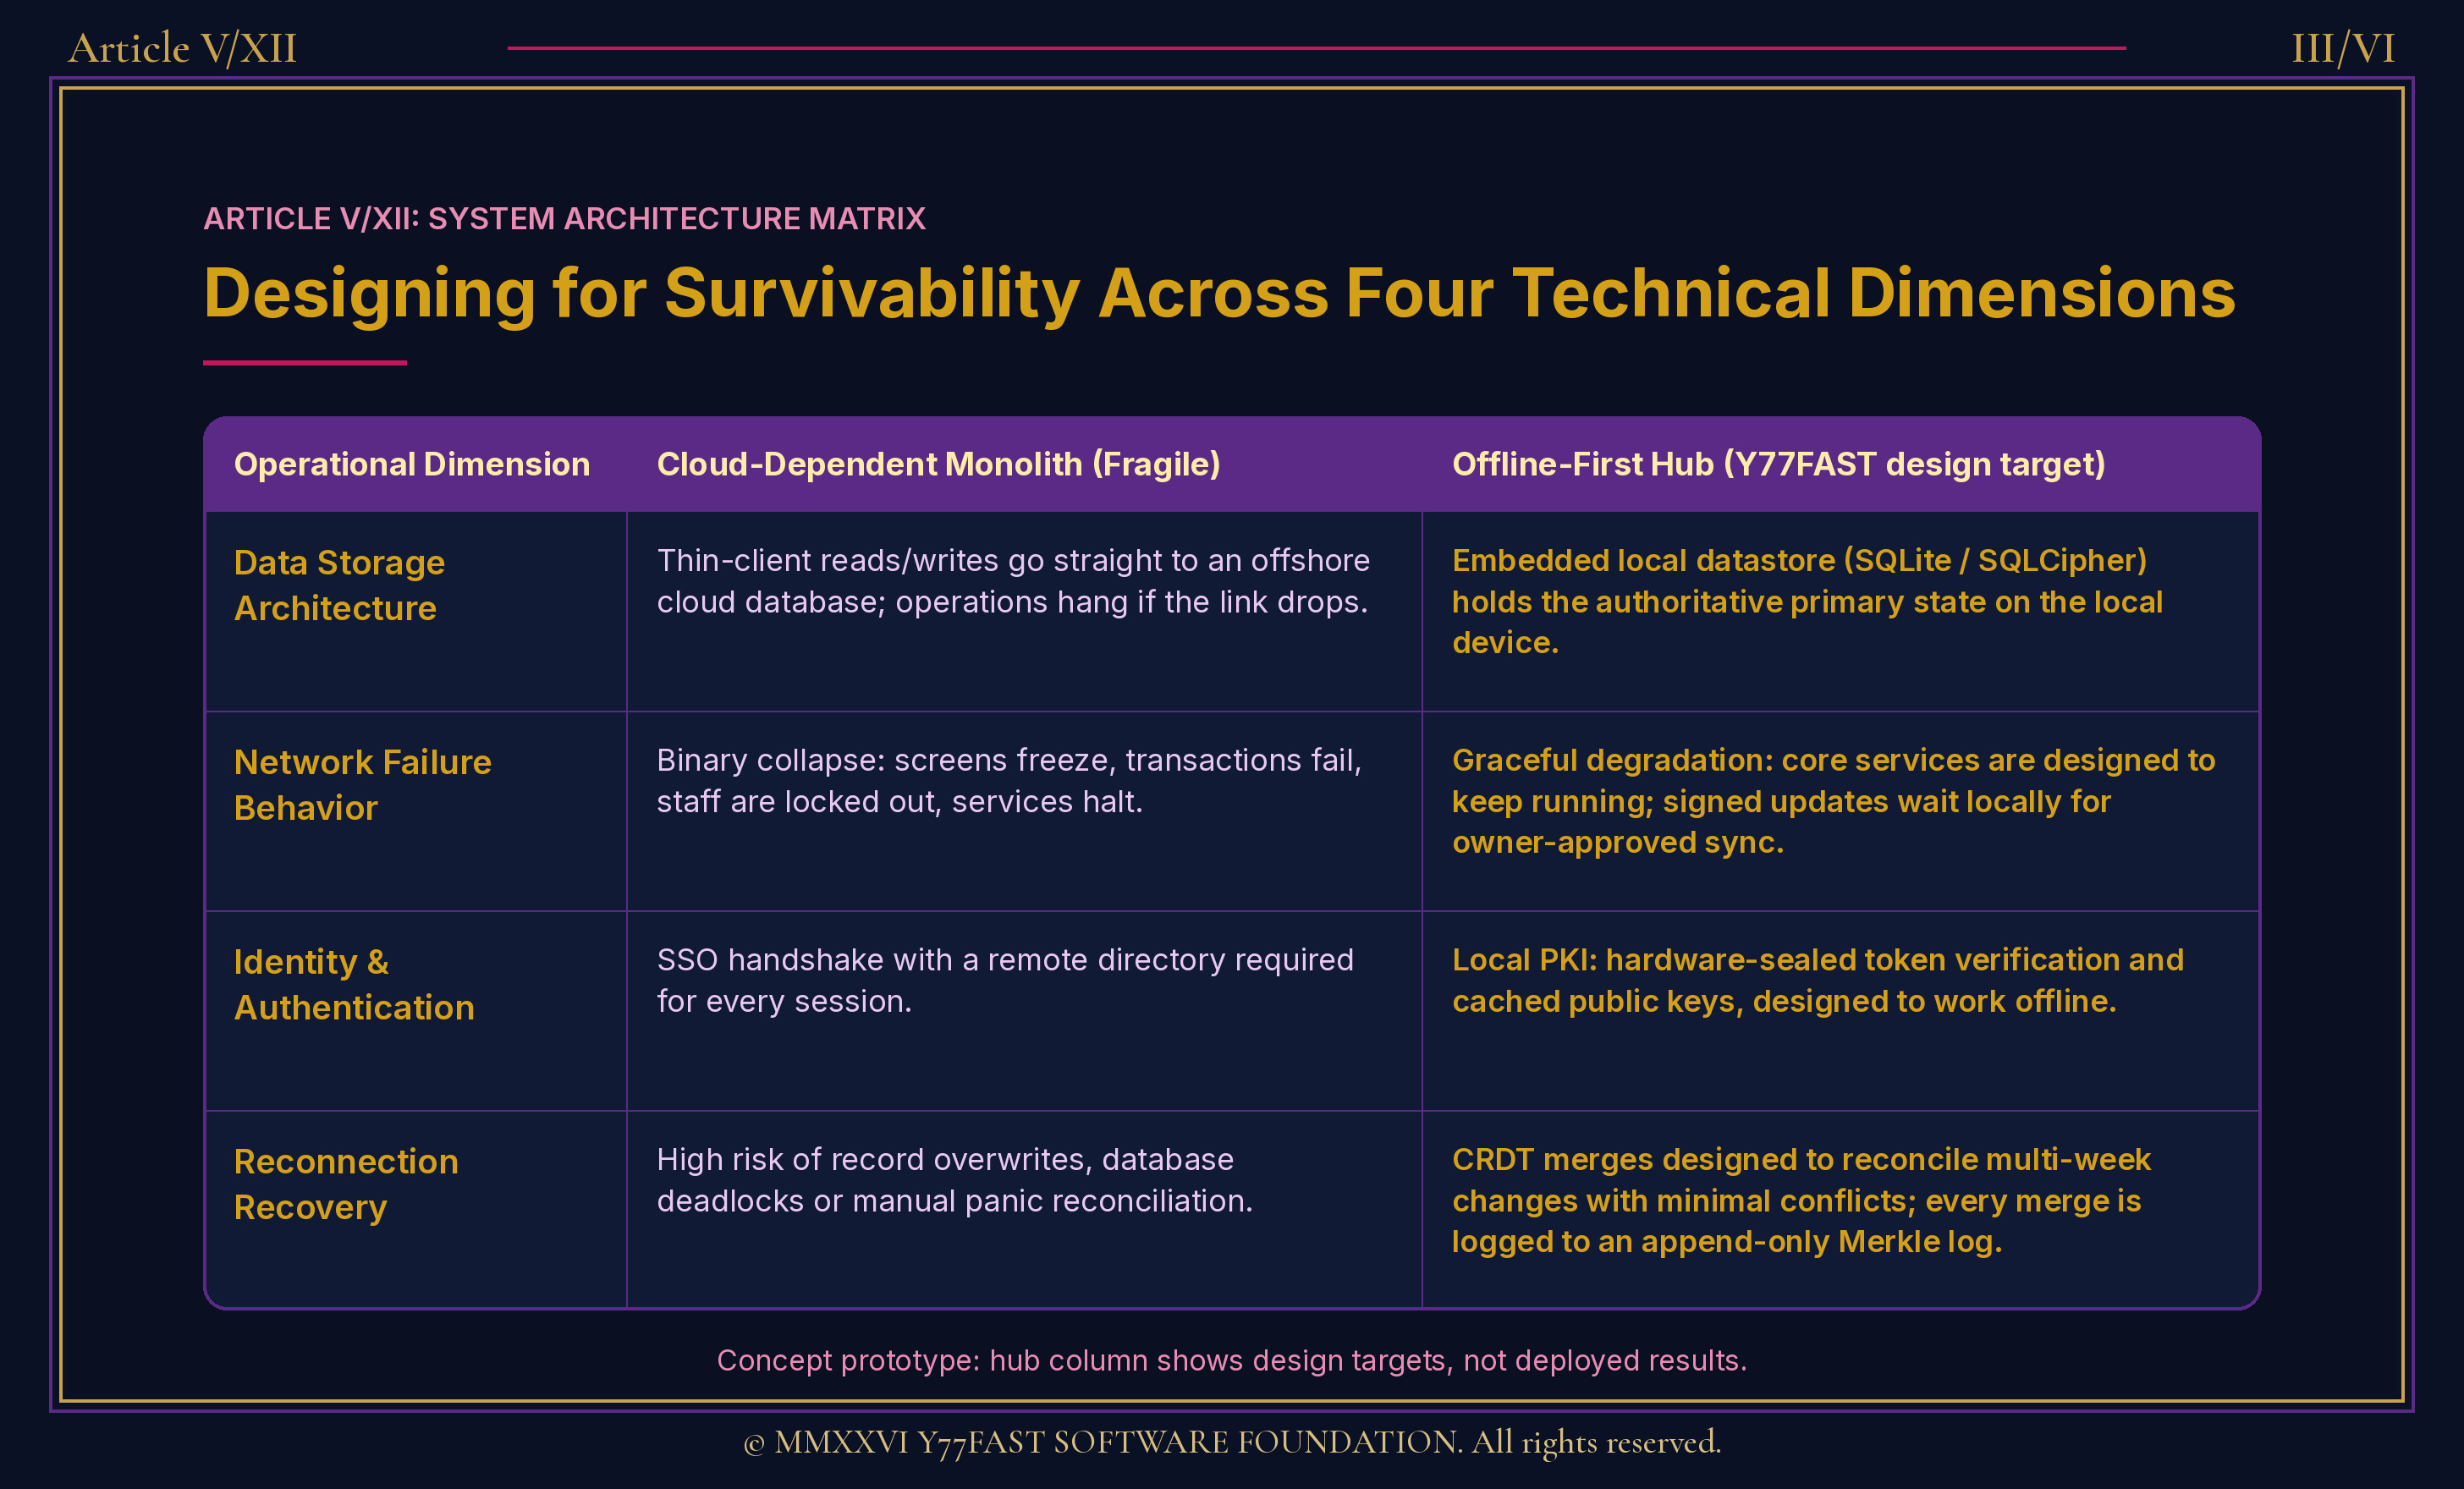 Article V/XII
III/VI
ARTICLE V/XII: SYSTEM ARCHITECTURE MATRIX
Designing for Survivability Across Four Technical Dimensions
Operational Dimension
Cloud-Dependent Monolith (Fragile)
Offline-First Hub (Y77FAST design target)
Data Storage
Architecture
Thin-client reads/writes go straight to an offshore
cloud database; operations hang if the link drops.
Embedded local datastore (SQLite / SQLCipher)
holds the authoritative primary state on the local
device.
Network Failure
Behavior
Binary collapse: screens freeze, transactions fail,
staff are locked out, services halt.
Graceful degradation: core services are designed to
keep running; signed updates wait locally for
owner-approved sync.
Identity &
Authentication
SSO handshake with a remote directory required
for every session.
Local PKI: hardware-sealed token verification and
cached public keys, designed to work offline.
Reconnection
Recovery
High risk of record overwrites, database
deadlocks or manual panic reconciliation.
CRDT merges designed to reconcile multi-week
changes with minimal conflicts; every merge is
logged to an append-only Merkle log.
Concept prototype: hub column shows design targets, not deployed results.
© MMXXVI Y77FAST SOFTWARE FOUNDATION. All rights reserved.